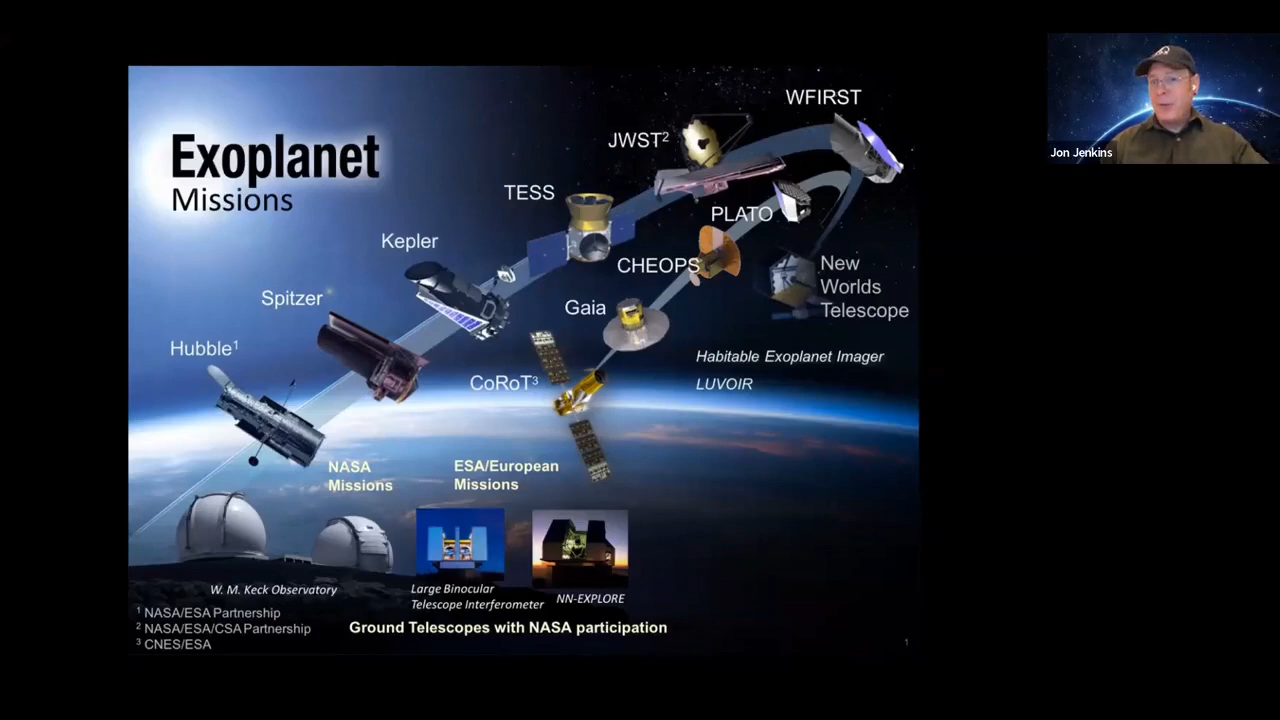 Exoplanet
Missions
WFIRST
JWST²
TESS
PLATO
Kepler
CHEOPS
New
Worlds
Telescope
Spitzer
Gaia
Hubble¹
CoRoT³
Habitable Exoplanet Imager
LUVOIR
NASA
Missions
ESA/European
Missions
W. M. Keck Observatory
Large Binocular
Telescope Interferometer
NN-EXPLORE
Ground Telescopes with NASA participation
¹ NASA/ESA Partnership
² NASA/ESA/CSA Partnership
³ CNES/ESA
1
Jon Jenkins